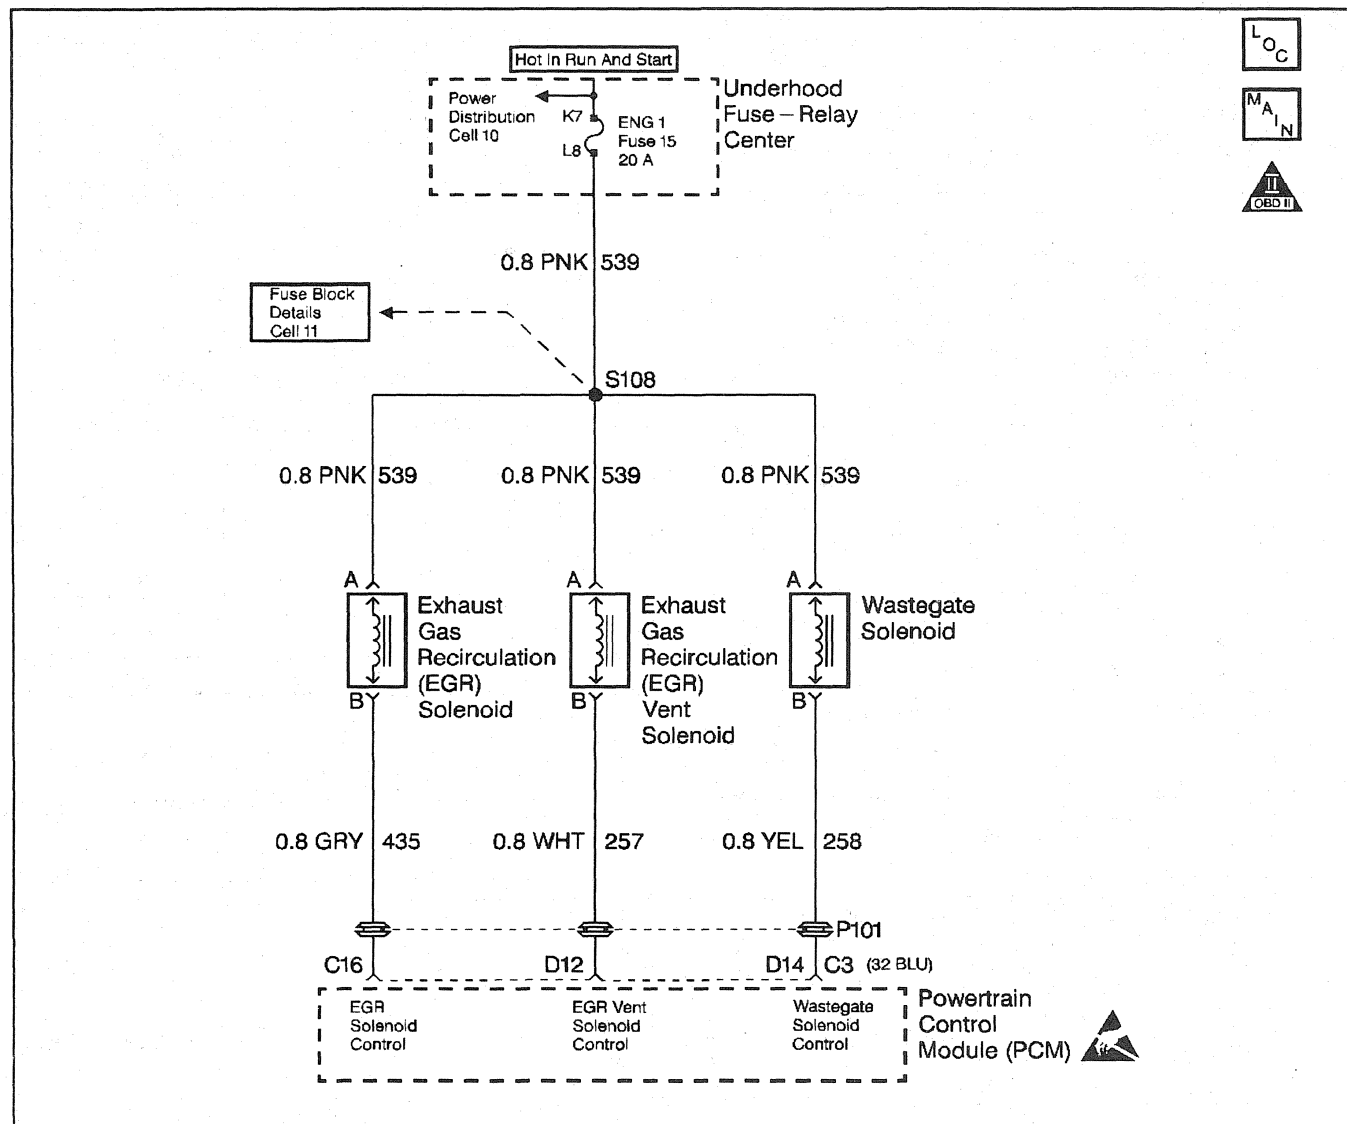 LOC
MAIN
II
OBD II
Hot In Run And Start
Underhood
Fuse – Relay
Center
Power
Distribution
Cell 10
K7
L8
ENG 1
Fuse 15
20 A
0.8 PNK 539
Fuse Block
Details
Cell 11
S108
0.8 PNK 539
0.8 PNK 539
0.8 PNK 539
A
A
A
Exhaust
Gas
Recirculation
(EGR)
Solenoid
Exhaust
Gas
Recirculation
(EGR)
Vent
Solenoid
Wastegate
Solenoid
B
B
B
0.8 GRY 435
0.8 WHT 257
0.8 YEL 258
P101
C16
D12
D14
C3 (32 BLU)
EGR
Solenoid
Control
EGR Vent
Solenoid
Control
Wastegate
Solenoid
Control
Powertrain
Control
Module (PCM)